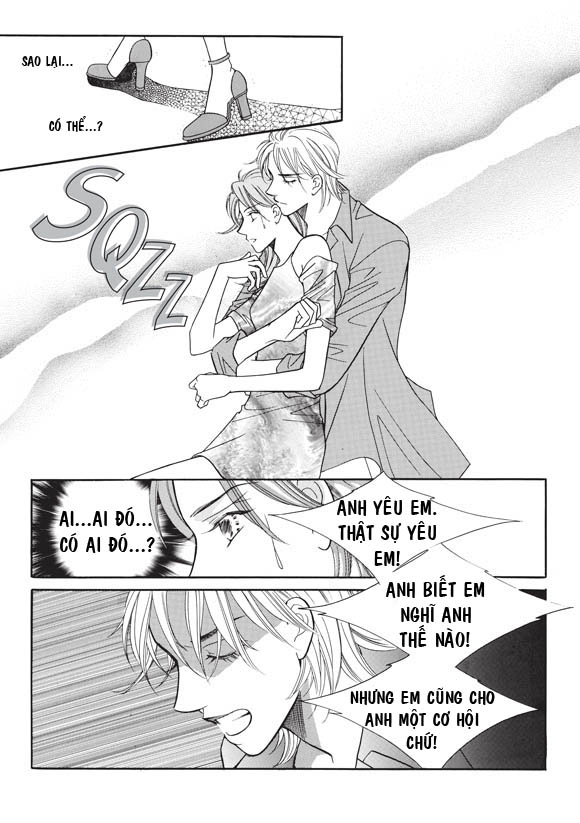 SAO LẠI...
CÓ THỂ...?
SQZZ
AI...AI ĐÓ...
CÓ AI ĐÓ...?
ANH YÊU EM.
THẬT SỰ YÊU
EM!
ANH BIẾT EM
NGHĨ ANH
THẾ NÀO!
NHƯNG EM CŨNG CHO
ANH MỘT CƠ HỘI
CHỨ!